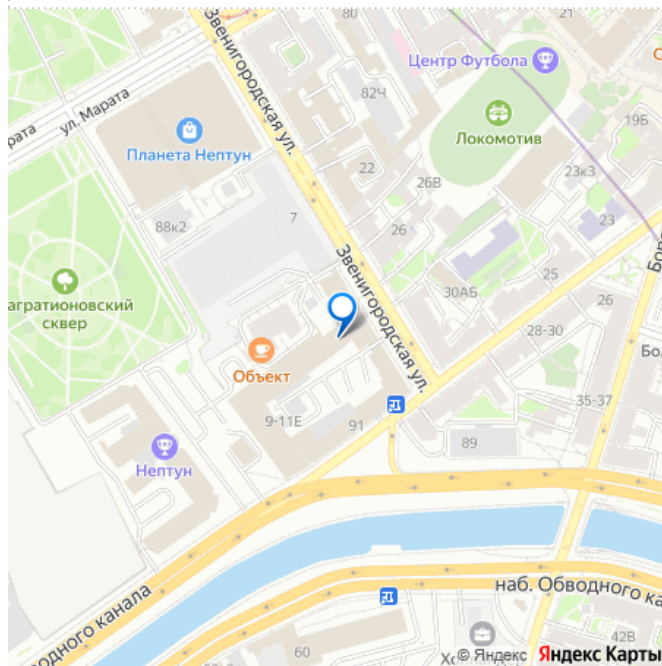 80
21
Центр Футбола
82Ч
19Б
ул. Марата
Локомотив
Звенигородская ул.
Планета Нептун
22
26В
23к3
23
7
88к2
26
Звенигородская ул.
25
30АБ
26
агратионовский
сквер
28-30
Объект
35-37
9-11Е
91
89
Нептун
наб. Обводного ка
водного канала
60
42В
© Яндекс Яндекс Карты